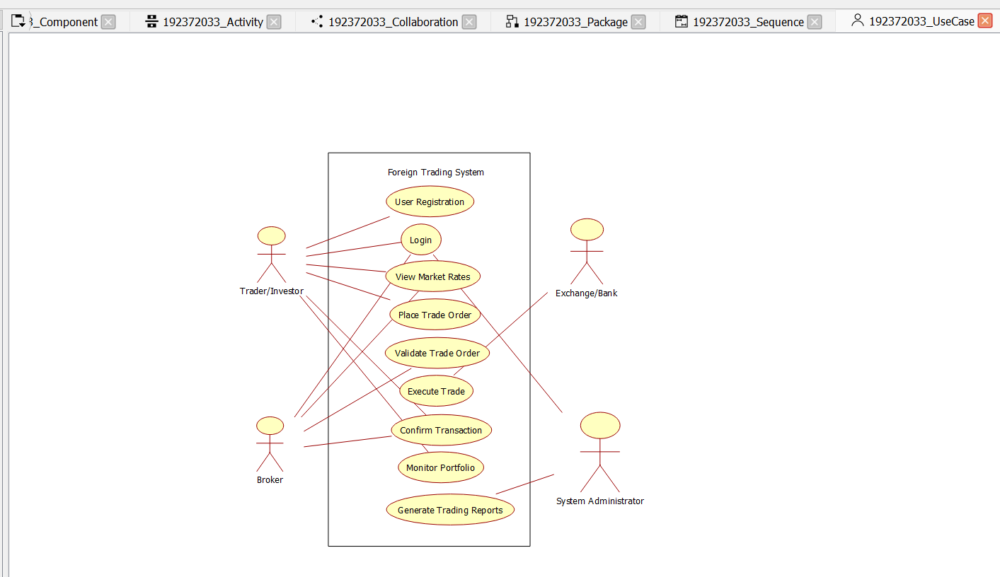 _Component
192372033_Activity
192372033_Collaboration
192372033_Package
192372033_Sequence
192372033_UseCase
Foreign Trading System
User Registration
Login
View Market Rates
Trader/Investor
Exchange/Bank
Place Trade Order
Validate Trade Order
Execute Trade
Confirm Transaction
Monitor Portfolio
Broker
System Administrator
Generate Trading Reports